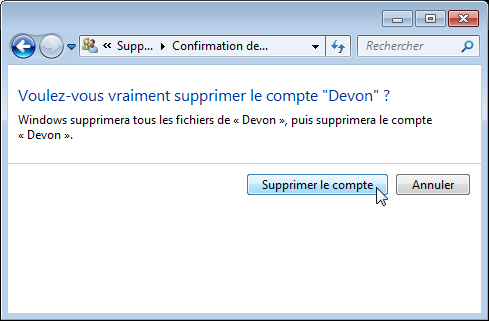 « Supp... ▸ Confirmation de...
Rechercher
Voulez-vous vraiment supprimer le compte "Devon" ?
Windows supprimera tous les fichiers de « Devon », puis supprimera le compte
« Devon ».
Supprimer le compte
Annuler